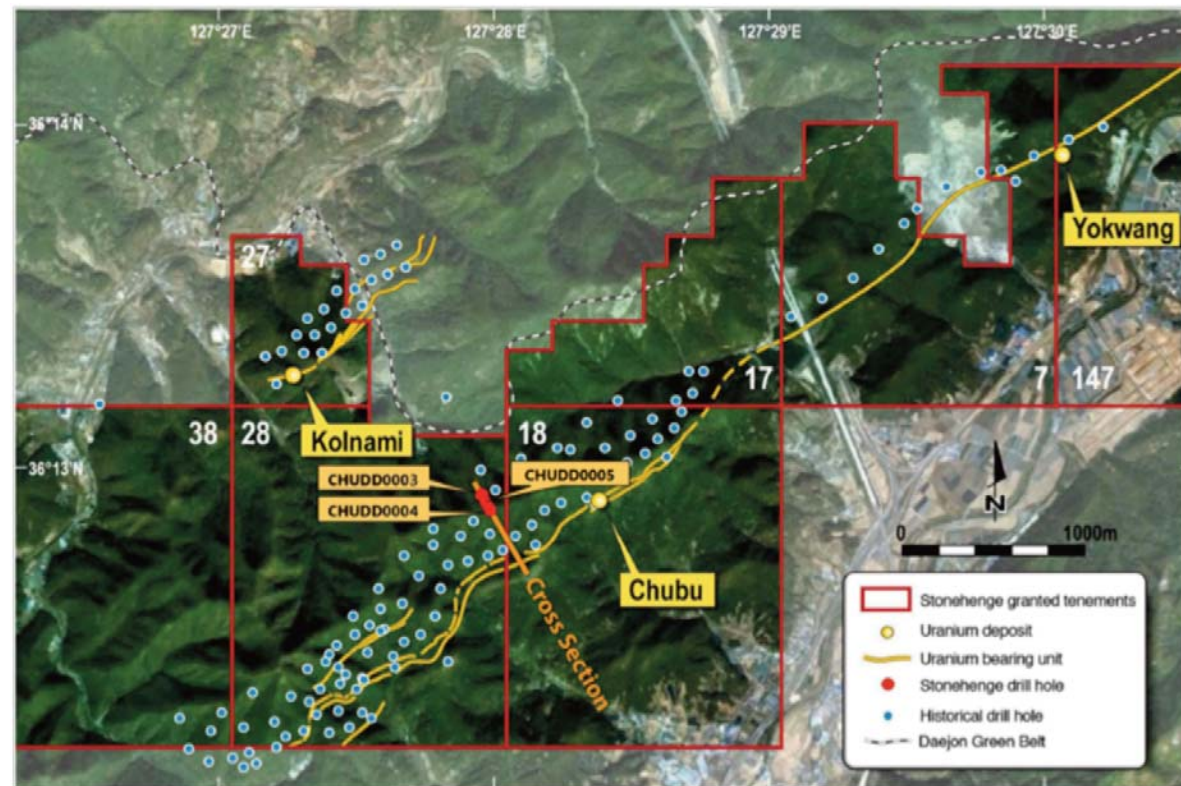 127°27'E
127°28'E
127°29'E
127°30'E
36°14'N
Yokwang
27
17
7
147
38
28
18
Kolnami
36°13'N
CHUDD0003
CHUDD0005
CHUDD0004
N
0
1000m
Chubu
Cross Section
Stonehenge granted tenements
Uranium deposit
Uranium bearing unit
Stonehenge drill hole
Historical drill hole
Daejon Green Belt